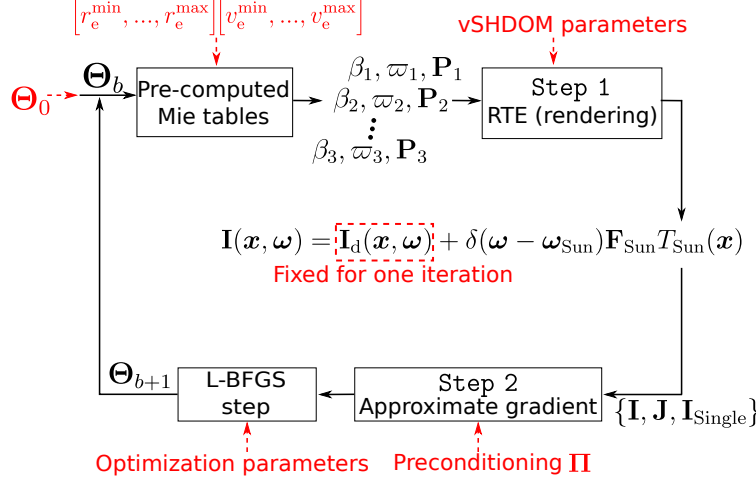 [r_e^min, ..., r_e^max][v_e^min, ..., v_e^max]
vSHDOM parameters
Θ_0
Θ_b
Pre-computed
Mie tables
β_1, ϖ_1, P_1
β_2, ϖ_2, P_2
⋮
β_3, ϖ_3, P_3
Step 1
RTE (rendering)
I(x, ω) = I_d(x, ω) + δ(ω − ω_Sun)F_Sun T_Sun(x)
Fixed for one iteration
Θ_{b+1}
L-BFGS
step
Step 2
Approximate gradient
{I, J, I_Single}
Optimization parameters
Preconditioning Π